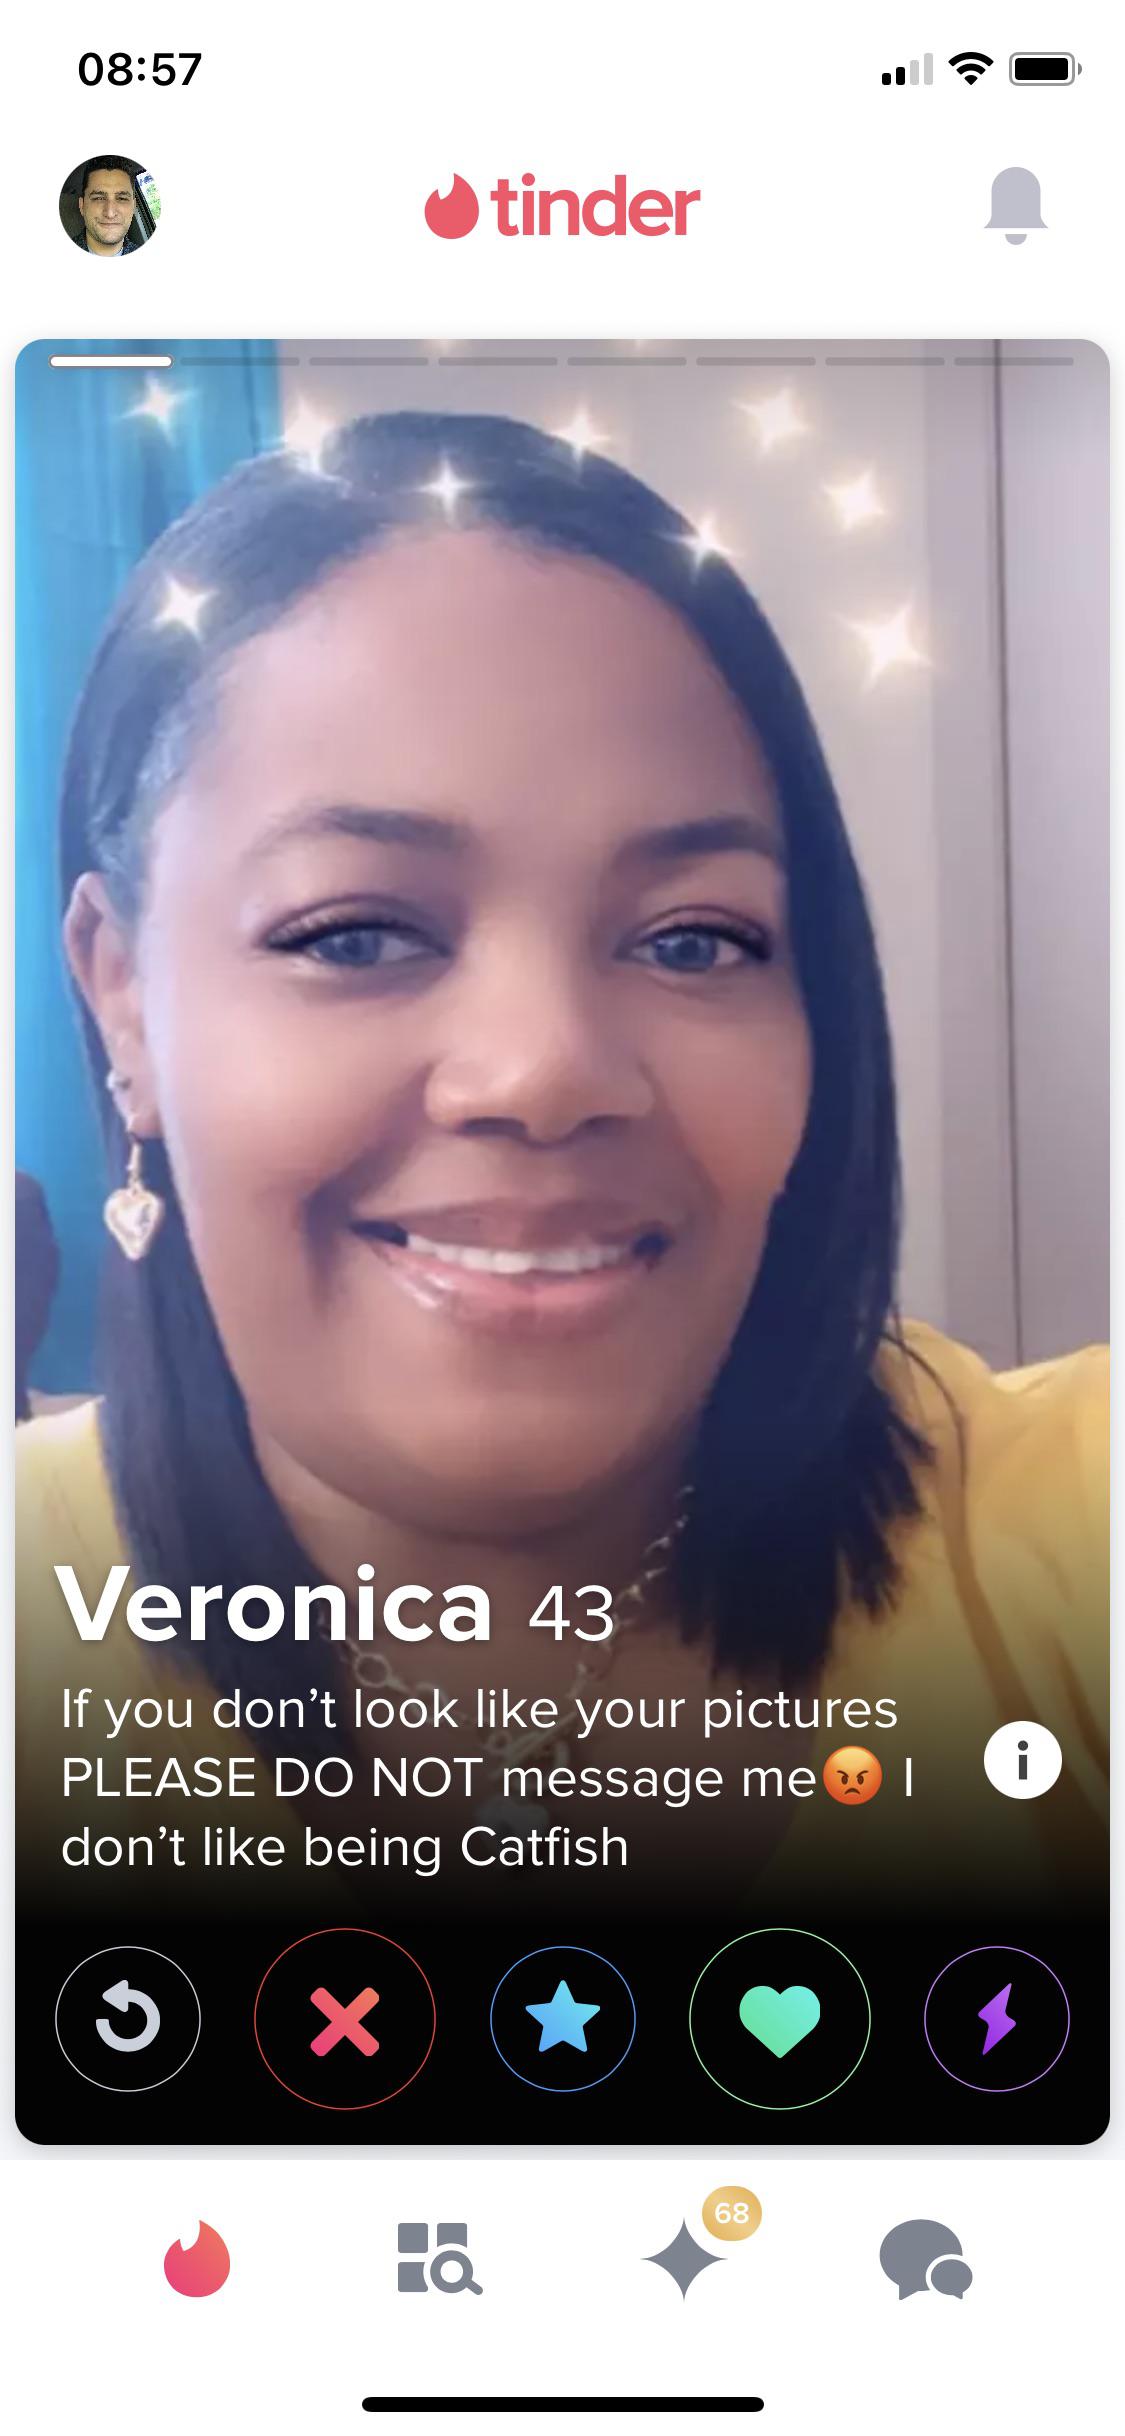 08:57
tinder
Veronica 43
If you don’t look like your pictures
PLEASE DO NOT message me😡 I
don’t like being Catfish
68